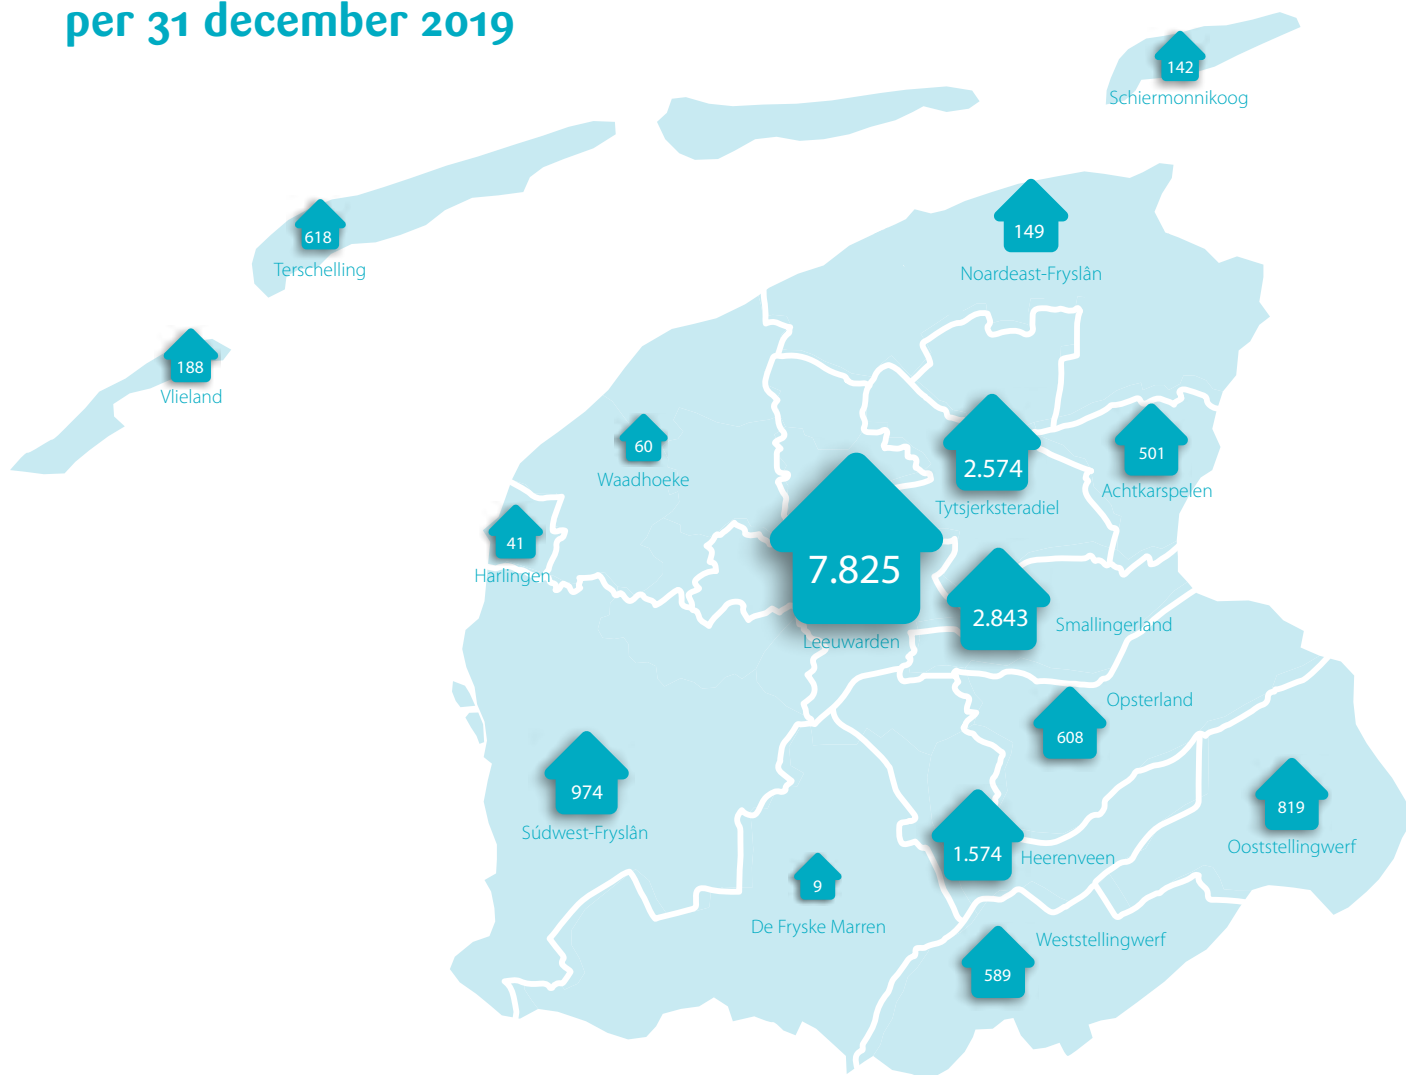 per 31 december 2019
142
Schiermonnikoog
618
Terschelling
149
Noardeast-Fryslân
188
Vlieland
60
Waadhoeke
2.574
Tytsjerksteradiel
501
Achtkarspelen
41
Harlingen
7.825
Leeuwarden
2.843
Smallingerland
Opsterland
608
974
Súdwest-Fryslân
819
Ooststellingwerf
1.574
Heerenveen
9
De Fryske Marren
Weststellingwerf
589